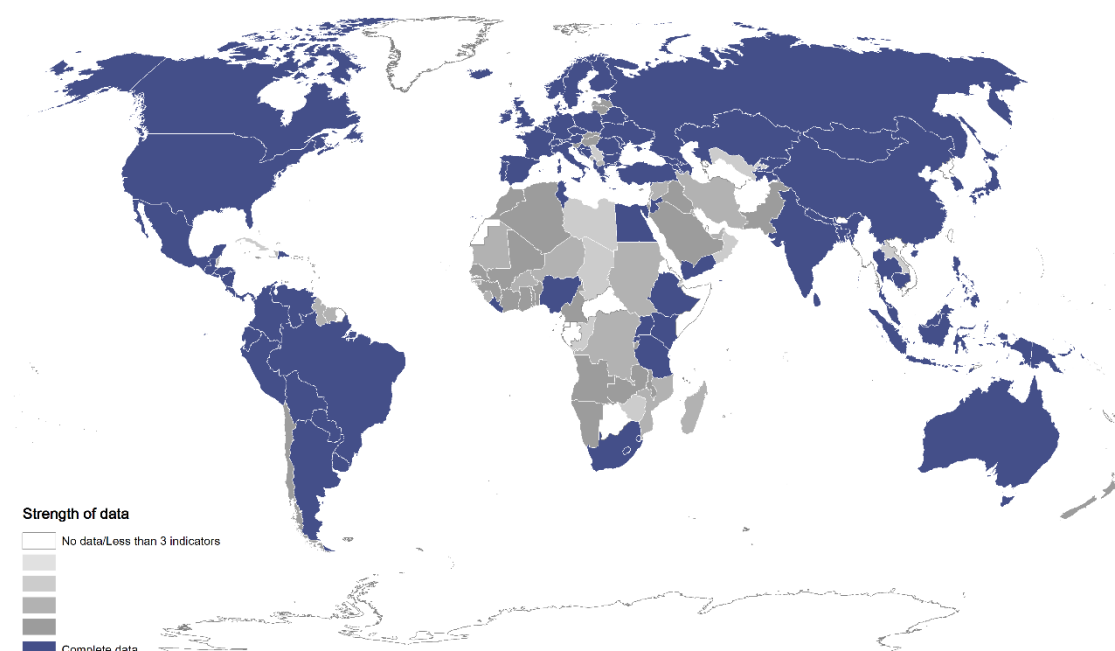 Strength of data
No data/Less than 3 indicators
Complete data